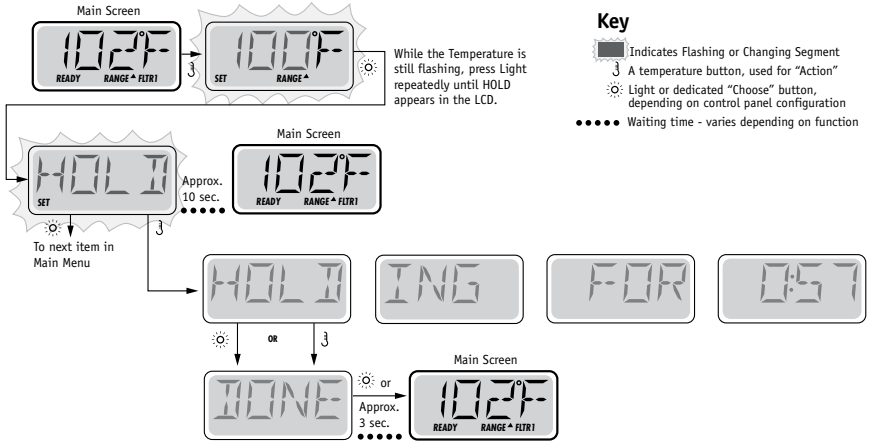 Main Screen
102°F
READY RANGE FLTR1
100°F
SET RANGE
While the Temperature is
still flashing, press Light
repeatedly until HOLD
appears in the LCD.
Key
Indicates Flashing or Changing Segment
A temperature button, used for “Action”
Light or dedicated “Choose” button,
depending on control panel configuration
Waiting time - varies depending on function
HOLD
SET
Approx.
10 sec.
Main Screen
102°F
READY RANGE FLTR1
To next item in
Main Menu
HOLD
ING
FOR
0:57
OR
DONE
or
Approx.
3 sec.
Main Screen
102°F
READY RANGE FLTR1